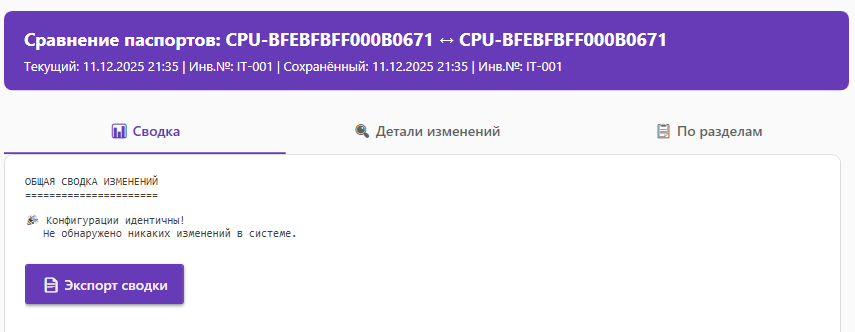 Сравнение паспортов: CPU-BFEBFBFF000B0671 ↔ CPU-BFEBFBFF000B0671
Текущий: 11.12.2025 21:35 | Инв.№: IT-001 | Сохранённый: 11.12.2025 21:35 | Инв.№: IT-001
📊 Сводка
🔍 Детали изменений
📋 По разделам
ОБЩАЯ СВОДКА ИЗМЕНЕНИЙ
======================
🎉 Конфигурации идентичны!
Не обнаружено никаких изменений в системе.
Экспорт сводки